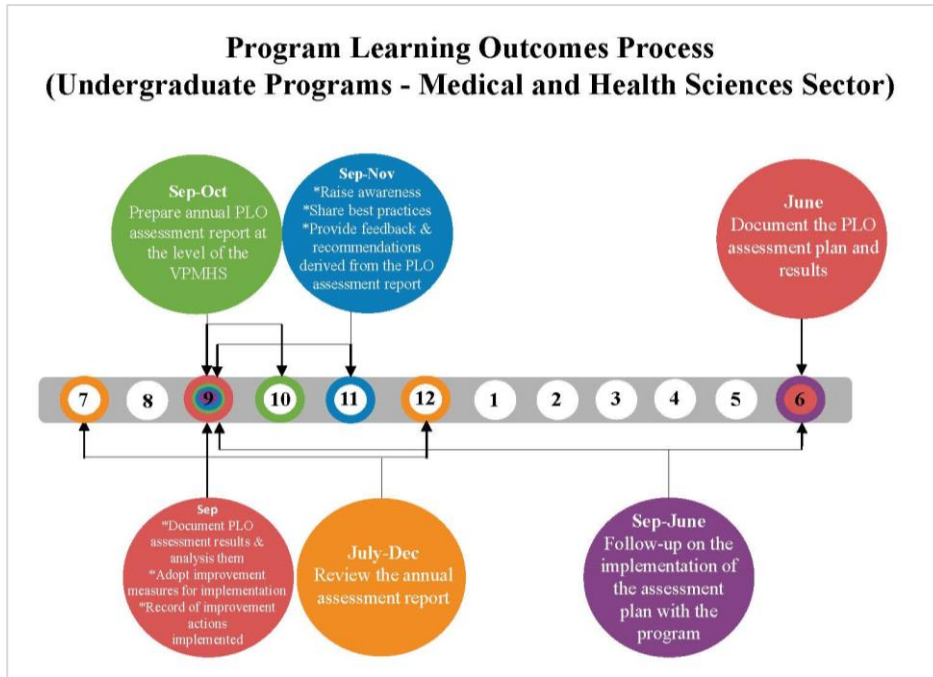 Program Learning Outcomes Process
(Undergraduate Programs - Medical and Health Sciences Sector)
Sep-Oct
Prepare annual PLO
assessment report at
the level of the
VPMHS
Sep-Nov
*Raise awareness
*Share best practices
*Provide feedback &
recommendations
derived from the PLO
assessment report
June
Document the PLO
assessment plan and
results
7 8 9 10 11 12 1 2 3 4 5 6
Sep
*Document PLO
assessment results &
analysis them
*Adopt improvement
measures for implementation
*Record of improvement
actions
implemented
July-Dec
Review the annual
assessment report
Sep-June
Follow-up on the
implementation of
the assessment
plan with the
program